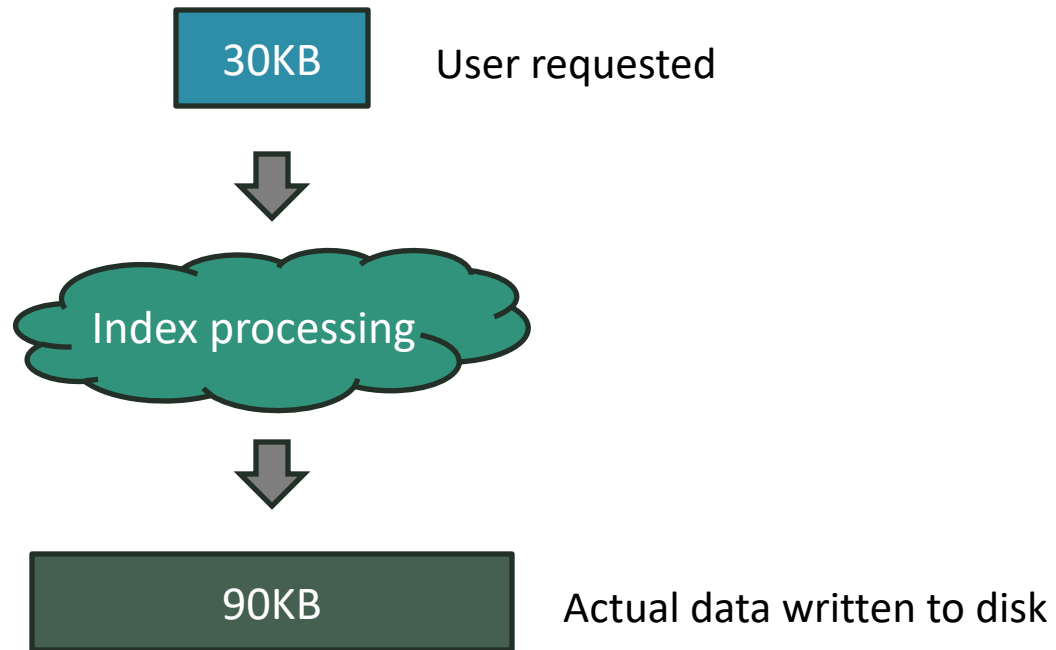 30KB
User requested
Index processing
90KB
Actual data written to disk